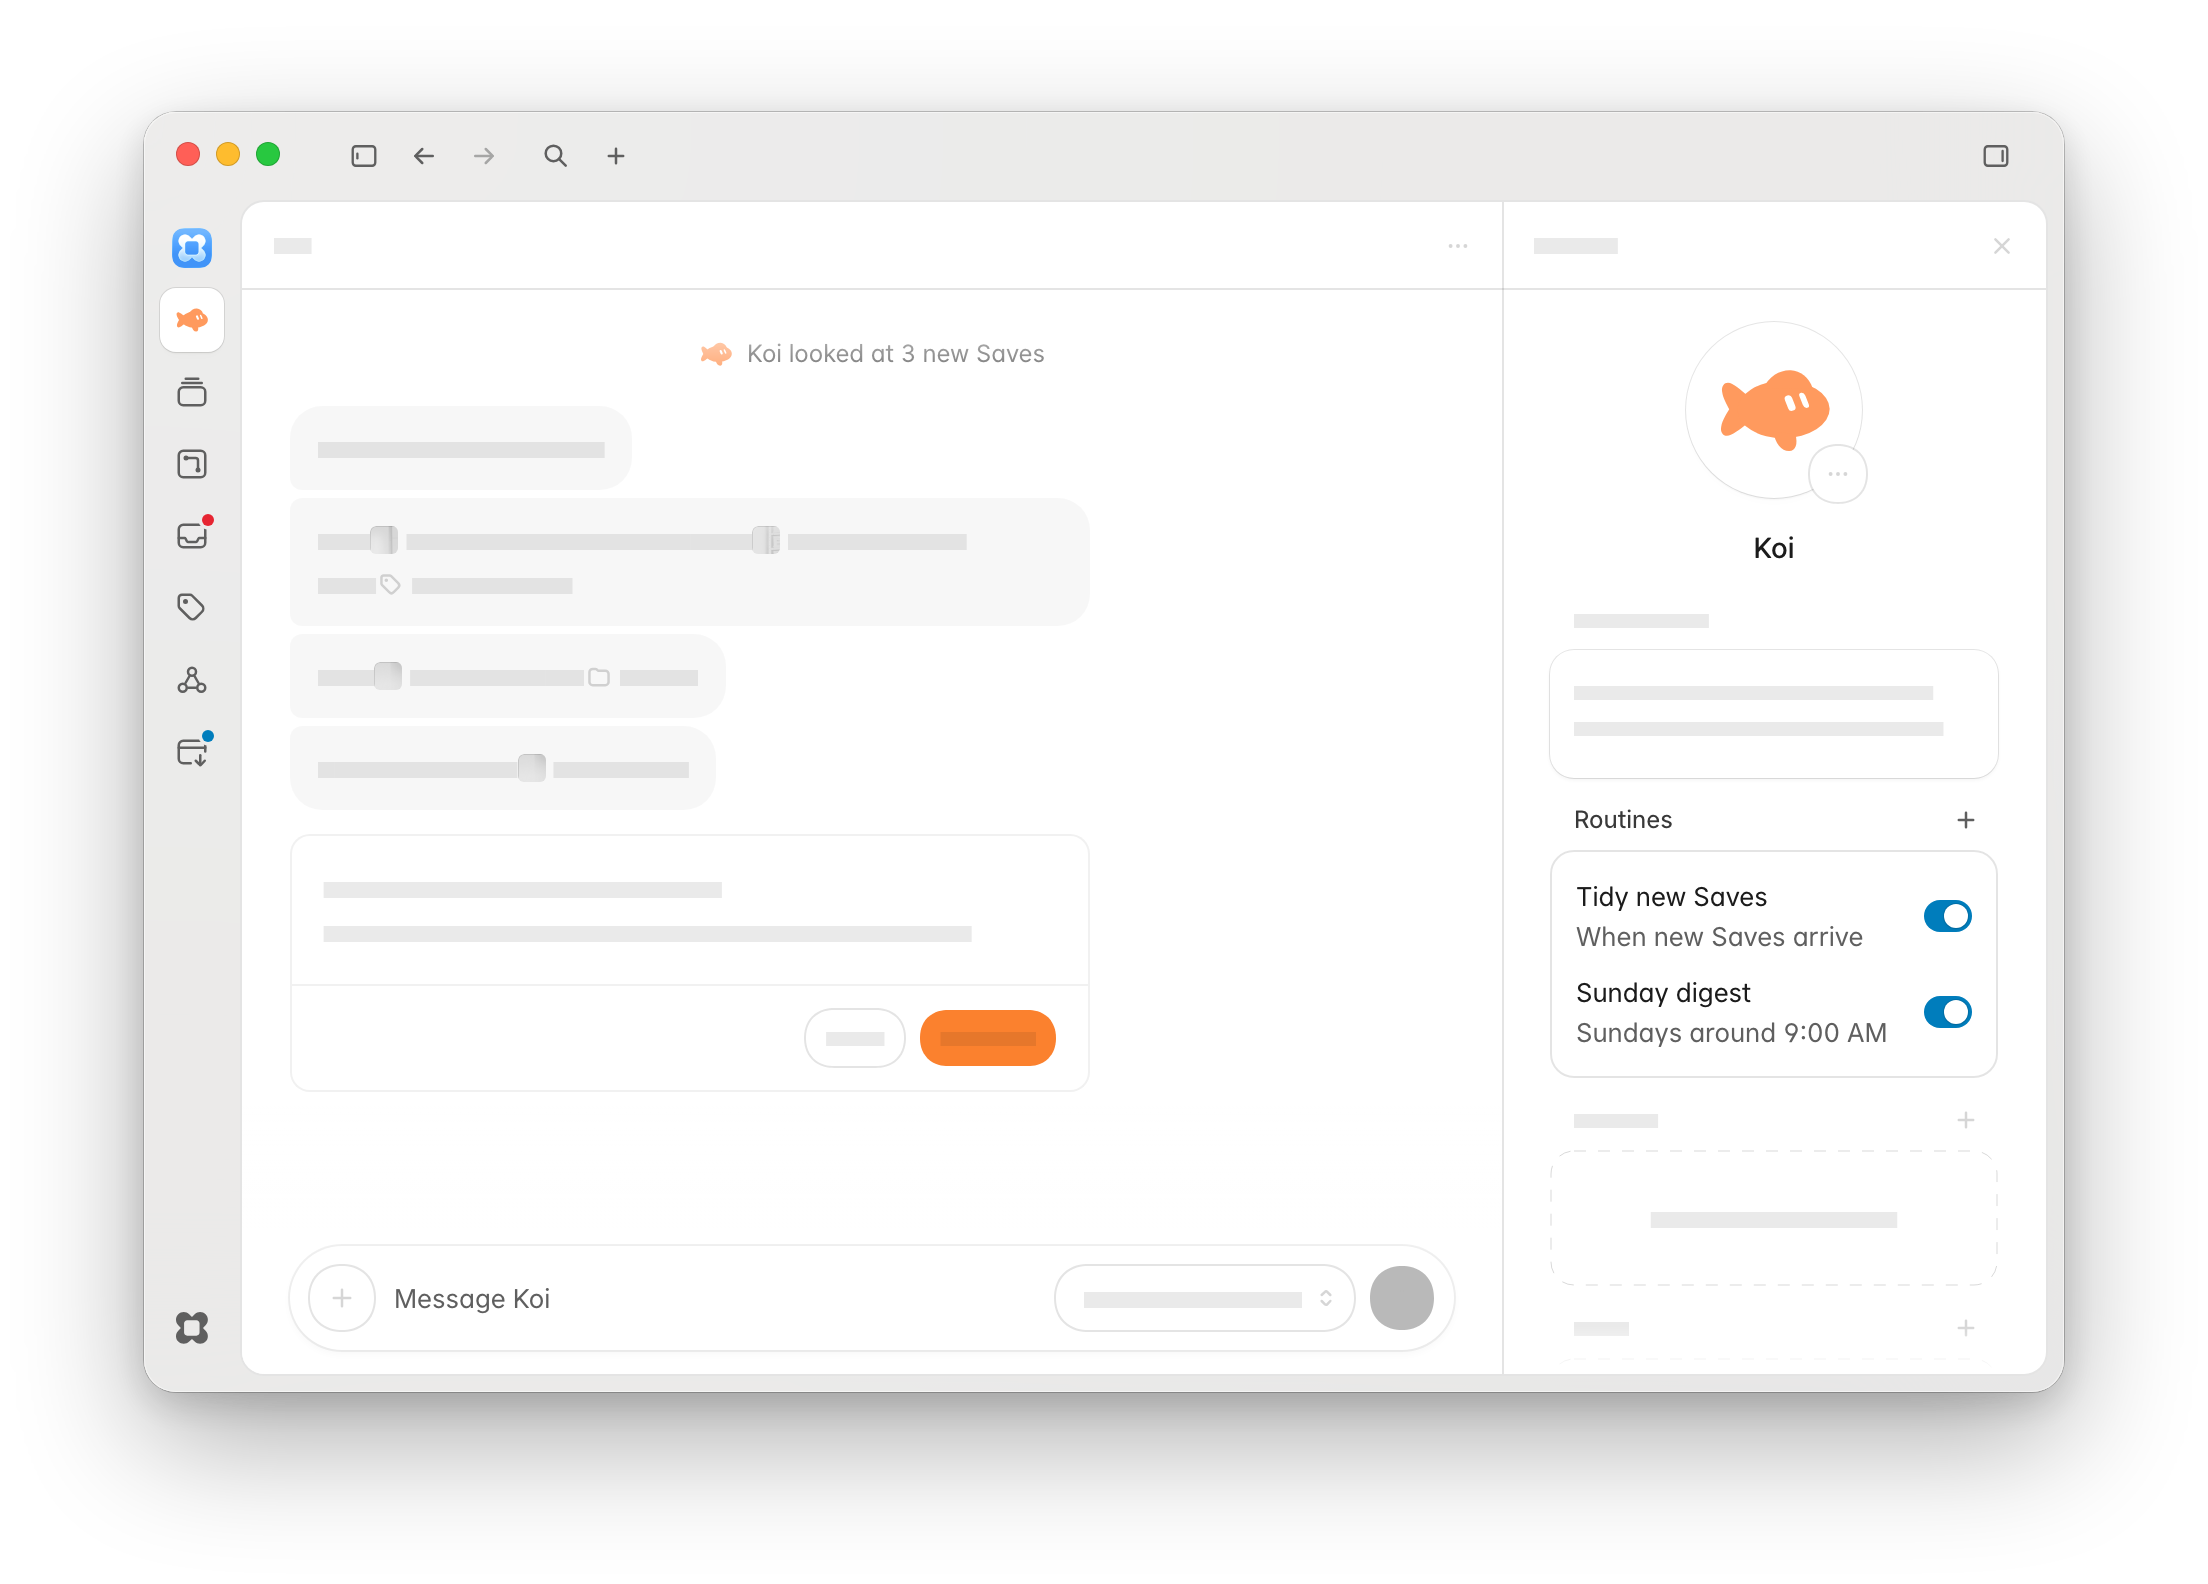 Koi looked at 3 new Saves
Message Koi
Koi
Routines
Tidy new Saves
When new Saves arrive
Sunday digest
Sundays around 9:00 AM